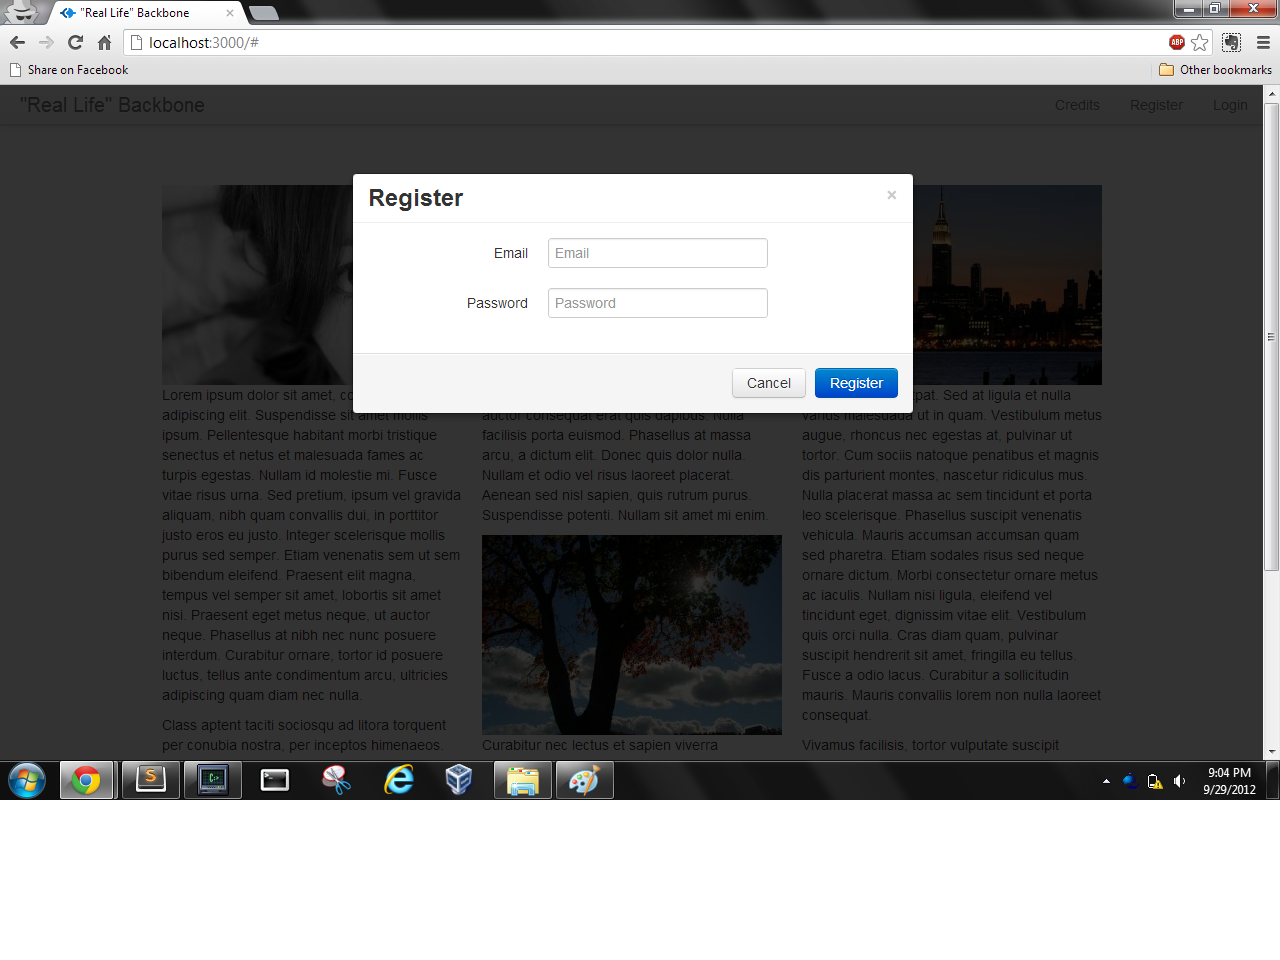 "Real Life" Backbone
localhost:3000/#
ABP
Share on Facebook
Other bookmarks
"Real Life" Backbone
Credits
Register
Login
Register
×
Email
Email
Password
Password
Cancel
Register
Lorem ipsum dolor sit amet, co
adipiscing elit. Suspendisse sit amet mollis
ipsum. Pellentesque habitant morbi tristique
senectus et netus et malesuada fames ac
turpis egestas. Nullam id molestie mi. Fusce
vitae risus urna. Sed pretium, ipsum vel gravida
aliquam, nibh quam convallis dui, in porttitor
justo eros eu justo. Integer scelerisque mollis
purus sed semper. Etiam venenatis sem ut sem
bibendum eleifend. Praesent elit magna,
tempus vel semper sit amet, lobortis sit amet
nisi. Praesent eget metus neque, ut auctor
neque. Phasellus at nibh nec nunc posuere
interdum. Curabitur ornare, tortor id posuere
luctus, tellus ante condimentum arcu, ultricies
adipiscing quam diam nec nulla.
Class aptent taciti sociosqu ad litora torquent
per conubia nostra, per inceptos himenaeos.
auctor consequat erat quis dapibus. Nulla
facilisis porta euismod. Phasellus at massa
arcu, a dictum elit. Donec quis dolor nulla.
Nullam et odio vel risus laoreet placerat.
Aenean sed nisl sapien, quis rutrum purus.
Suspendisse potenti. Nullam sit amet mi enim.
Curabitur nec lectus et sapien viverra
pat. Sed at ligula et nulla
varius malesuada ut in quam. Vestibulum metus
augue, rhoncus nec egestas at, pulvinar ut
tortor. Cum sociis natoque penatibus et magnis
dis parturient montes, nascetur ridiculus mus.
Nulla placerat massa ac sem tincidunt et porta
leo scelerisque. Phasellus suscipit venenatis
vehicula. Mauris accumsan accumsan quam
sed pharetra. Etiam sodales risus sed neque
ornare dictum. Morbi consectetur ornare metus
ac iaculis. Nullam nisi ligula, eleifend vel
tincidunt eget, dignissim vitae elit. Vestibulum
quis orci nulla. Cras diam quam, pulvinar
suscipit hendrerit sit amet, fringilla eu tellus.
Fusce a odio lacus. Curabitur a sollicitudin
mauris. Mauris convallis lorem non nulla laoreet
consequat.
Vivamus facilisis, tortor vulputate suscipit
9:04 PM
9/29/2012